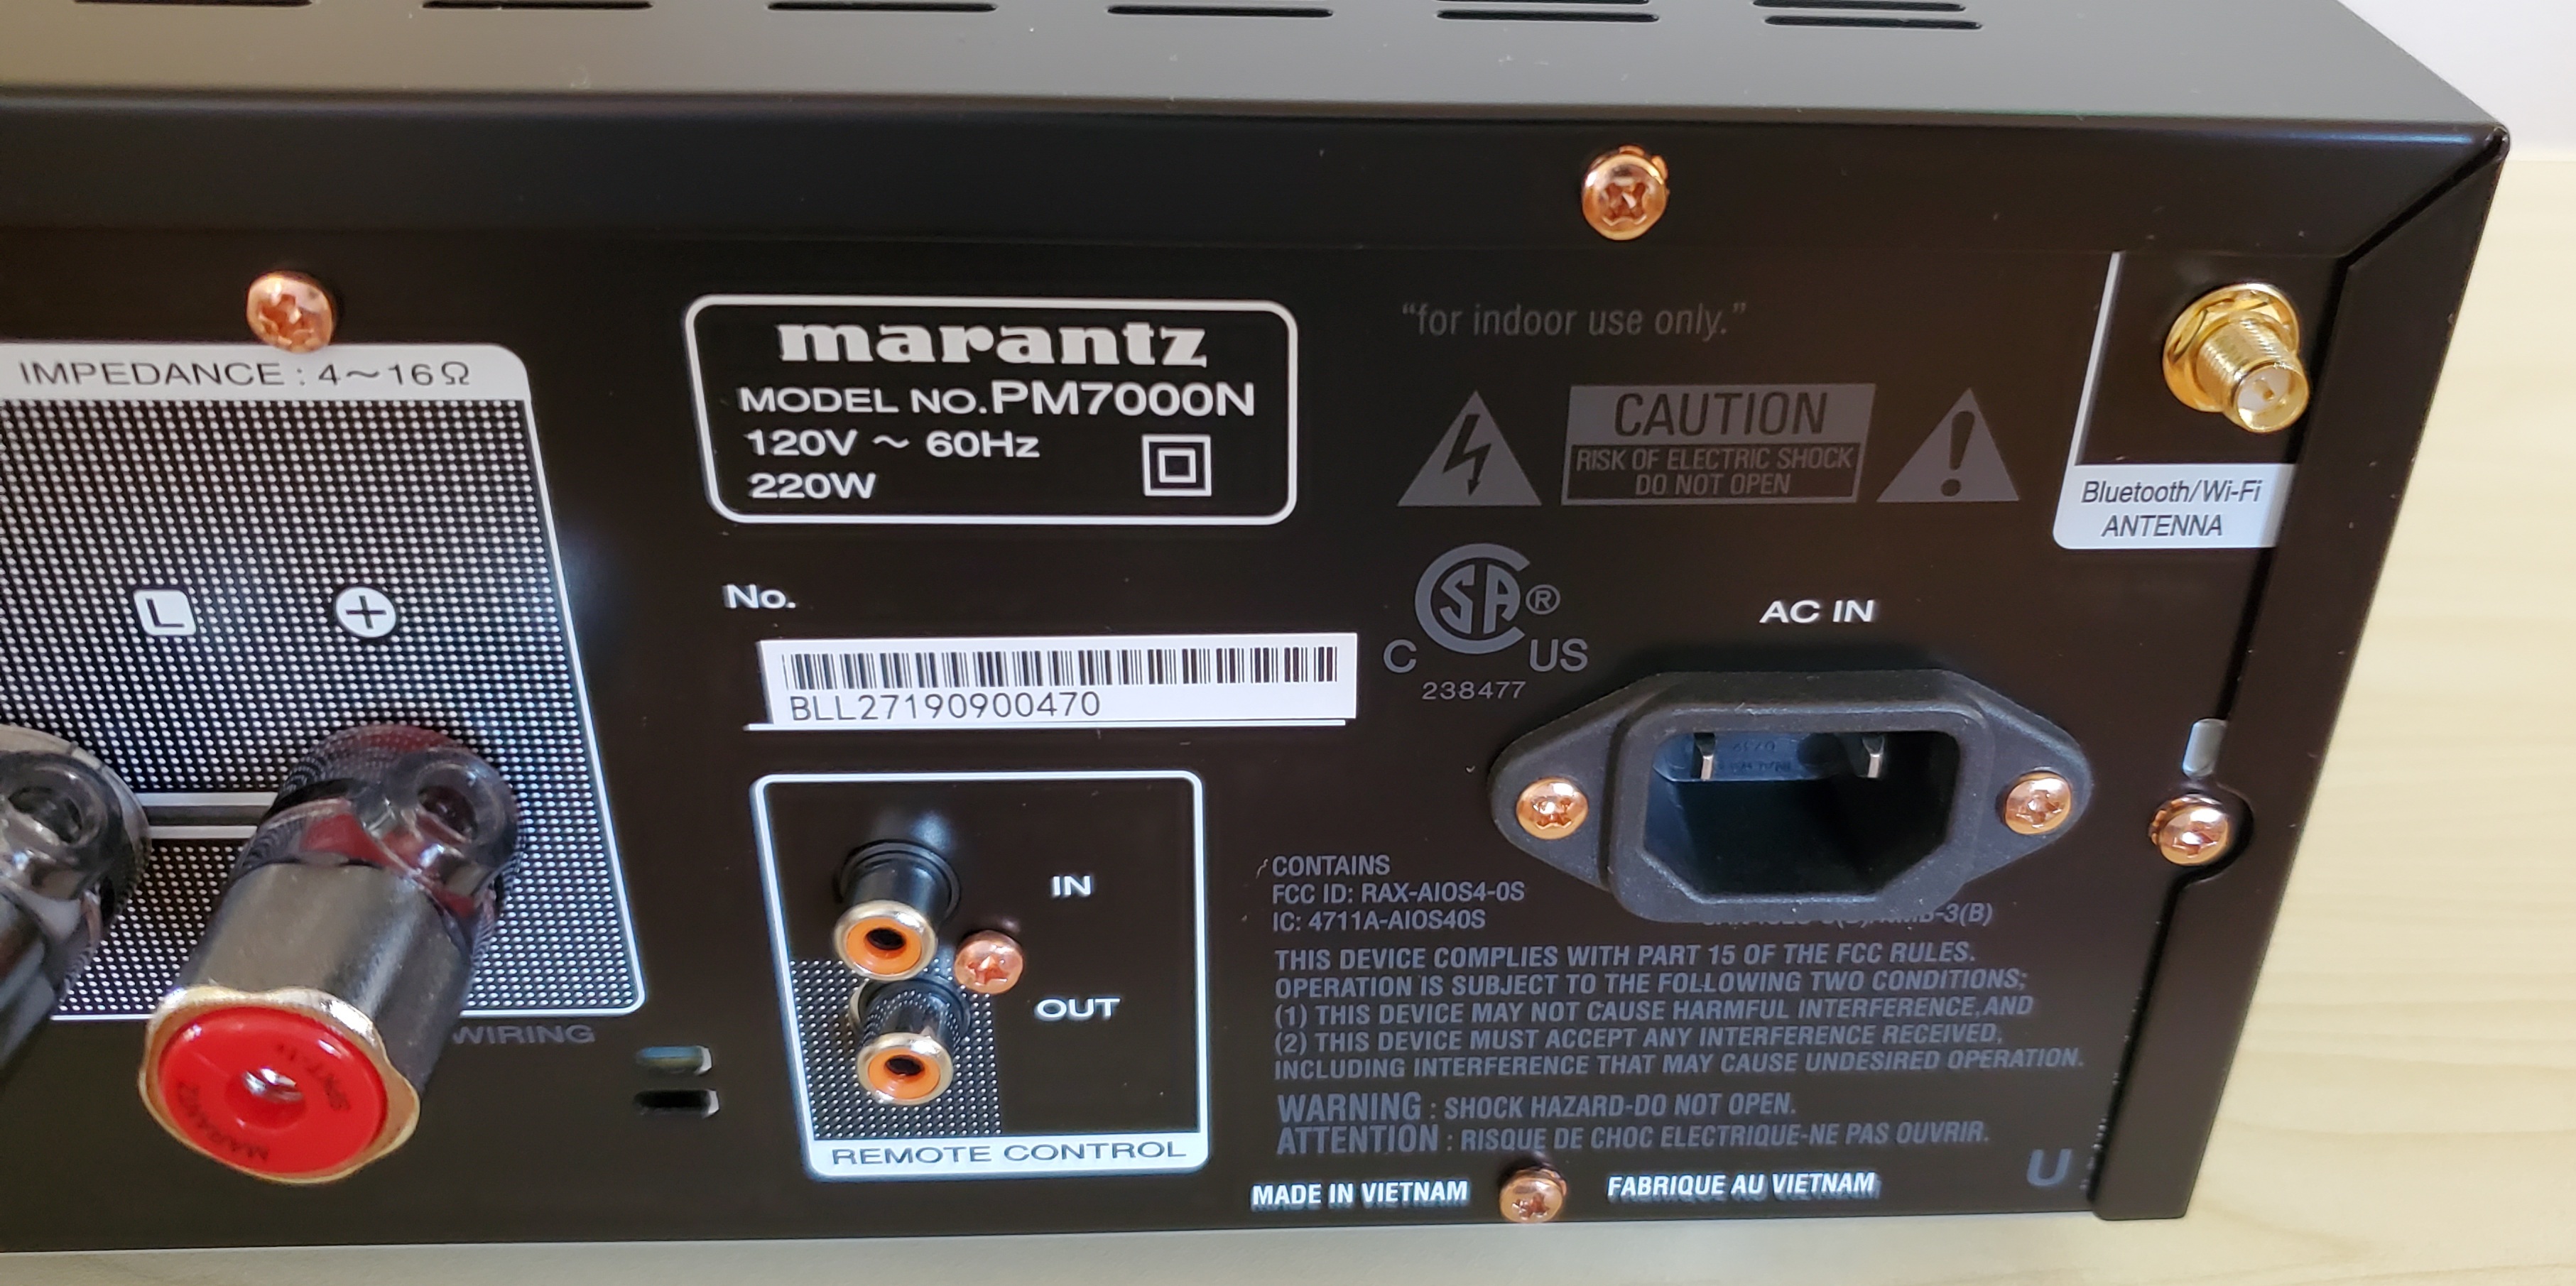 IMPEDANCE : 4～16Ω
L
+
WIRING
MARANTZ
marantz
MODEL NO.PM7000N
120V ～ 60Hz
220W
No.
BLL27190900470
IN
OUT
REMOTE CONTROL
“for indoor use only.”
CAUTION
RISK OF ELECTRIC SHOCK
DO NOT OPEN
Bluetooth/Wi-Fi
ANTENNA
SA ®
C US
238477
AC IN
CONTAINS
FCC ID: RAX-AIOS4-0S
IC: 4711A-AIOS40S
-3(B)
THIS DEVICE COMPLIES WITH PART 15 OF THE FCC RULES.
OPERATION IS SUBJECT TO THE FOLLOWING TWO CONDITIONS;
(1) THIS DEVICE MAY NOT CAUSE HARMFUL INTERFERENCE,AND
(2) THIS DEVICE MUST ACCEPT ANY INTERFERENCE RECEIVED,
INCLUDING INTERFERENCE THAT MAY CAUSE UNDESIRED OPERATION.
WARNING : SHOCK HAZARD-DO NOT OPEN.
ATTENTION : RISQUE DE CHOC ELECTRIQUE-NE PAS OUVRIR.
MADE IN VIETNAM FABRIQUE AU VIETNAM
U